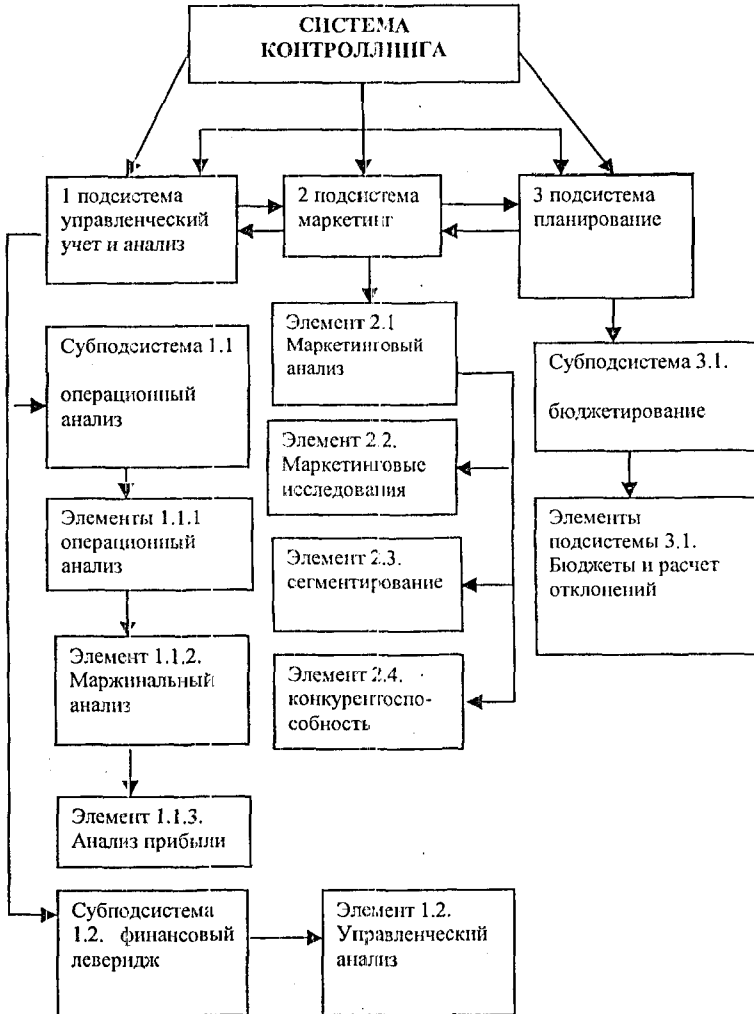 СИСТЕМА
КОНТРОЛЛИНГА
1 подсистема
управленческий
учет и анализ
2 подсистема
маркетинг
3 подсистема
планирование
Субподсистема 1.1
операционный
анализ
Элементы 1.1.1
операционный
анализ
Элемент 1.1.2.
Маржинальный
анализ
Элемент 1.1.3.
Анализ прибыли
Субподсистема
1.2. финансовый
леверидж
Элемент 1.2.
Управленческий
анализ
Элемент 2.1
Маркетинговый
анализ
Элемент 2.2.
Маркетинговые
исследования
Элемент 2.3.
сегментирование
Элемент 2.4.
конкурентоспо-
собность
Субподсистема 3.1.
бюджетирование
Элементы
подсистемы 3.1.
Бюджеты и расчет
отклонений